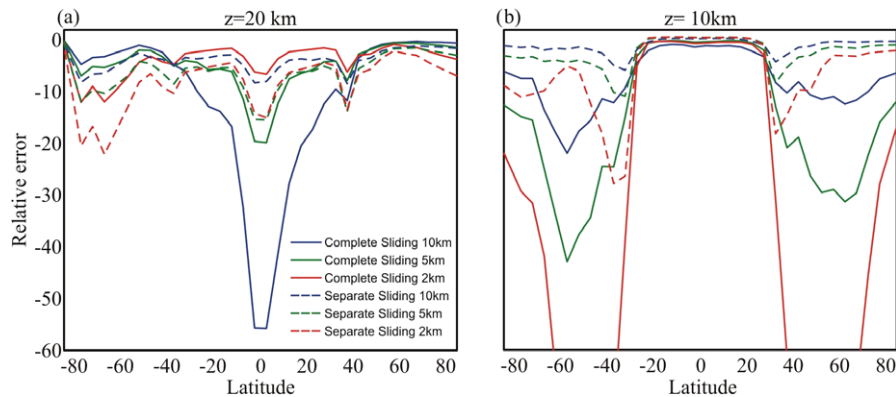 (a)
z=20 km
(b)
z= 10km
Relative error
0
-10
-20
-30
-40
-50
-60
Complete Sliding 10km
Complete Sliding 5km
Complete Sliding 2km
Separate Sliding 10km
Separate Sliding 5km
Separate Sliding 2km
-80 -60 -40 -20 0 20 40 60 80
Latitude
-80 -60 -40 -20 0 20 40 60 80
Latitude